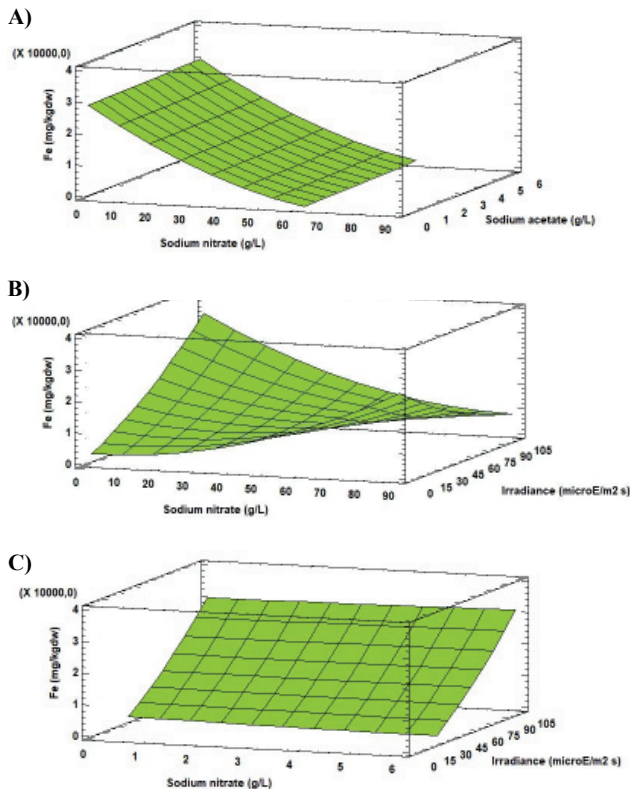 A)
(X 10000,0)
4
3
2
1
0
Fe (mg/kgdw)
0 10 20 30 40 50 60 70 80 90
Sodium nitrate (g/L)
0 1 2 3 4 5 6
Sodium acetate (g/L)
B)
(X 10000,0)
4
3
2
1
0
Fe (mg/kgdw)
0 10 20 30 40 50 60 70 80 90
Sodium nitrate (g/L)
0 15 30 45 60 75 90 105
Irradiance (microE/m2 s)
C)
(X 10000,0)
4
3
2
1
0
Fe (mg/kgdw)
0 1 2 3 4 5 6
Sodium nitrate (g/L)
0 15 30 45 60 75 90 105
Irradiance (microE/m2 s)